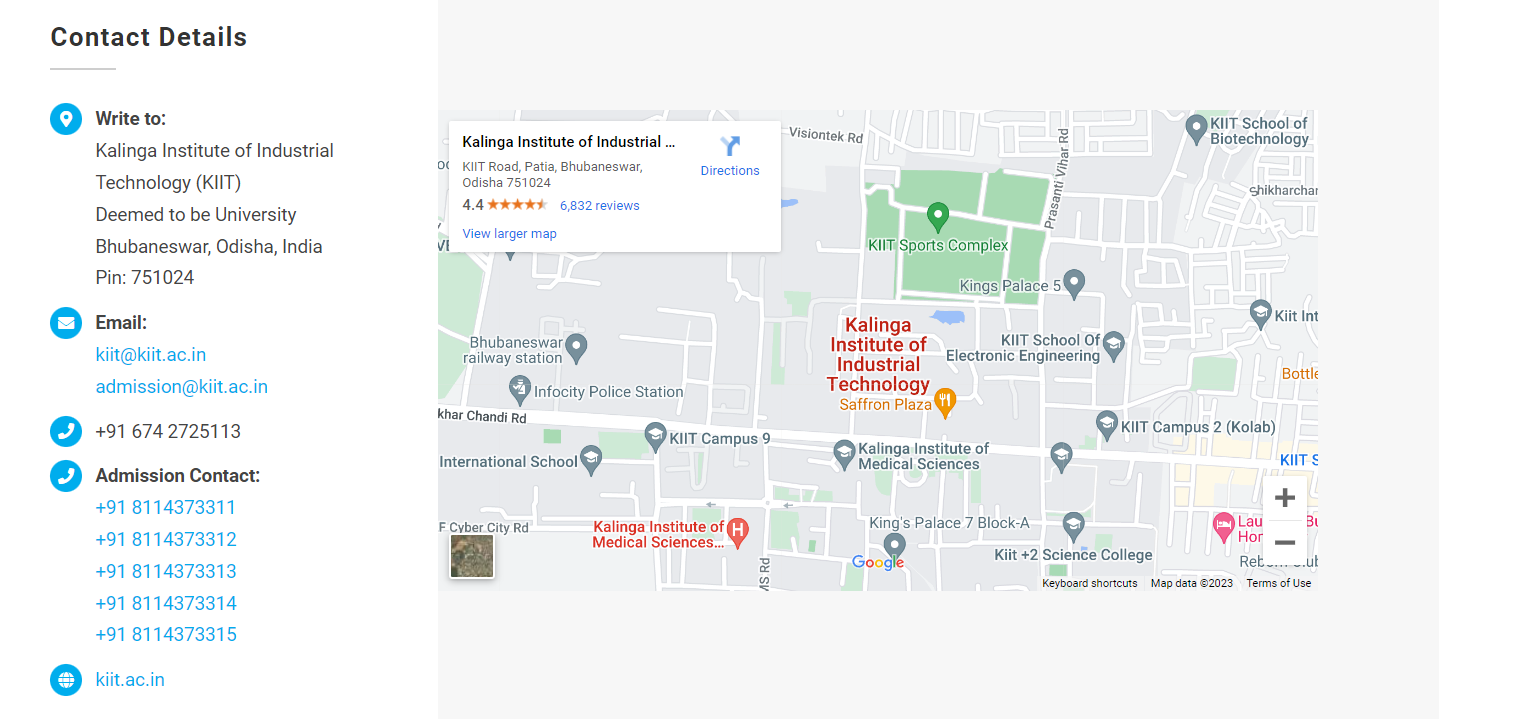 Contact Details
Write to:
Kalinga Institute of Industrial
Technology (KIIT)
Deemed to be University
Bhubaneswar, Odisha, India
Pin: 751024
Email:
kiit@kiit.ac.in
admission@kiit.ac.in
+91 674 2725113
Admission Contact:
+91 8114373311
+91 8114373312
+91 8114373313
+91 8114373314
+91 8114373315
kiit.ac.in
Kalinga Institute of Industrial ...
KIIT Road, Patia, Bhubaneswar,
Odisha 751024
4.4 6,832 reviews
View larger map
Directions
Visiontek Rd
Prasanti Vihar Rd
KIIT School of
Biotechnology
Shikharchan
KIIT Sports Complex
Kings Palace 5
Kiit Int
Kalinga
Institute of
Industrial
Technology
KIIT School Of
Electronic Engineering
Bhubaneswar
railway station
Infocity Police Station
Saffron Plaza
Bottle
khar Chandi Rd
KIIT Campus 9
KIIT Campus 2 (Kolab)
International School
Kalinga Institute of
Medical Sciences
KIIT S
F Cyber City Rd
Kalinga Institute of
Medical Sciences...
King's Palace 7 Block-A
Kiit +2 Science College
MS Rd
Google
Keyboard shortcuts
Map data ©2023
Terms of Use